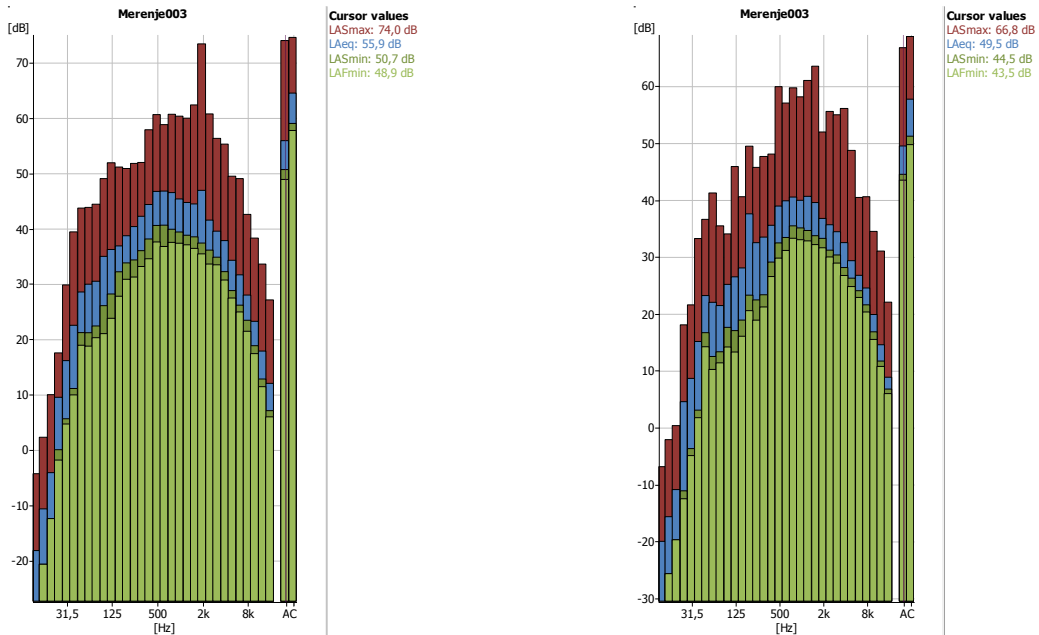 Merenje003
[dB]
70
60
50
40
30
20
10
0
-10
-20
31,5 125 500 2k 8k AC
[Hz]
Cursor values
LASmax: 74,0 dB
LAeq: 55,9 dB
LASmin: 50,7 dB
LAFmin: 48,9 dB
Merenje003
[dB]
60
50
40
30
20
10
0
-10
-20
-30
31,5 125 500 2k 8k AC
[Hz]
Cursor values
LASmax: 66,8 dB
LAeq: 49,5 dB
LASmin: 44,5 dB
LAFmin: 43,5 dB